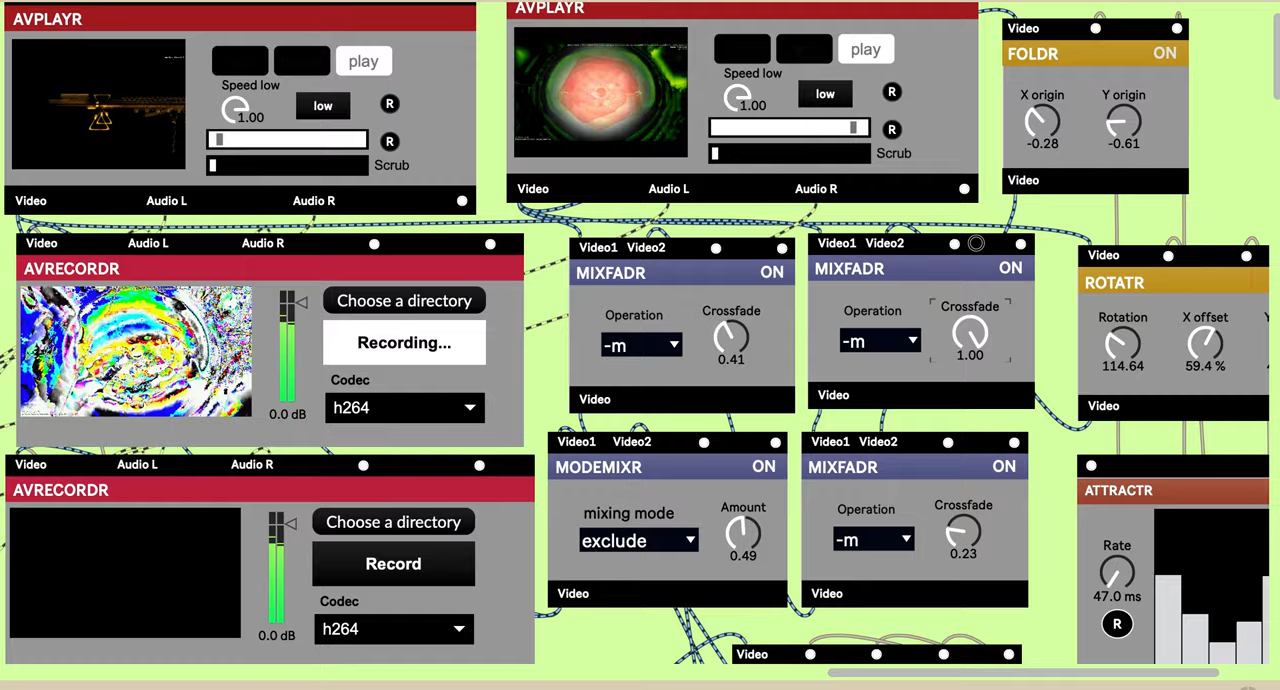 AVPLAYR
play
Speed low
1.00
low
R
R
Scrub
Video Audio L Audio R
AVPLAYR
play
Speed low
1.00
low
R
R
Scrub
Video Audio L Audio R
Video
FOLDR ON
X origin Y origin
-0.28 -0.61
Video
Video Audio L Audio R
AVRECORDR
Choose a directory
Recording...
Codec
h264
0.0 dB
Video1 Video2
MIXFADR ON
Operation Crossfade
-m
0.41
Video
Video1 Video2
MIXFADR ON
Operation Crossfade
-m
1.00
Video
Video
ROTATR
Rotation X offset Y
114.64 59.4 %
Video
Video Audio L Audio R
AVRECORDR
Choose a directory
Record
Codec
h264
0.0 dB
Video1 Video2
MODEMIXR ON
mixing mode Amount
exclude
0.49
Video
Video1 Video2
MIXFADR ON
Operation Crossfade
-m
0.23
Video
ATTRACTR
Rate
47.0 ms
R
Video